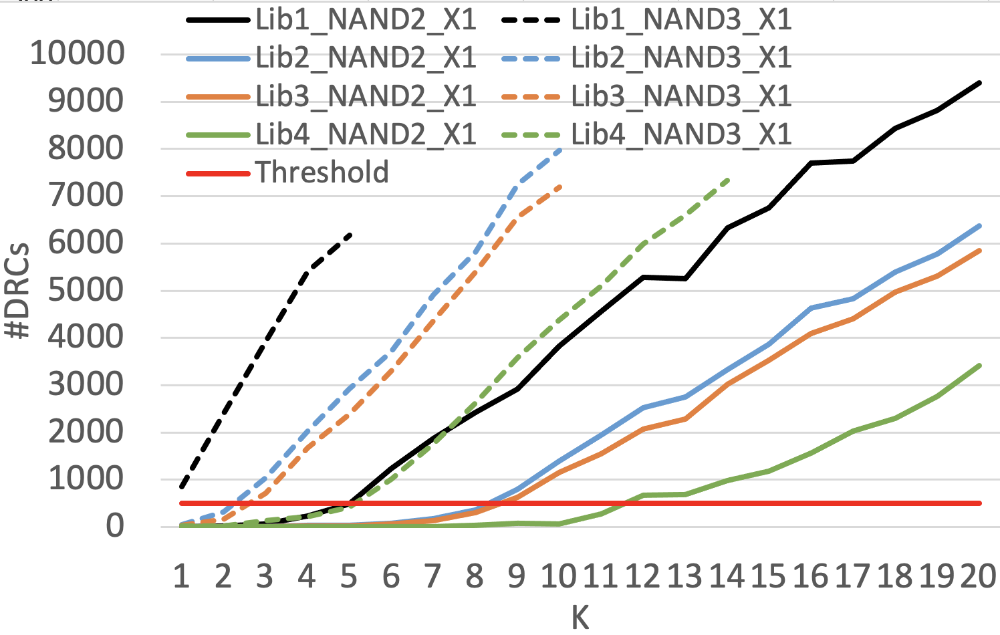 Lib1_NAND2_X1 Lib1_NAND3_X1
10000 Lib2_NAND2_X1 Lib2_NAND3_X1
9000 Lib3_NAND2_X1 Lib3_NAND3_X1
8000 Lib4_NAND2_X1 Lib4_NAND3_X1
Threshold
7000
6000
5000
4000
3000
2000
1000
0
#DRCs
1 2 3 4 5 6 7 8 9 10 11 12 13 14 15 16 17 18 19 20
K